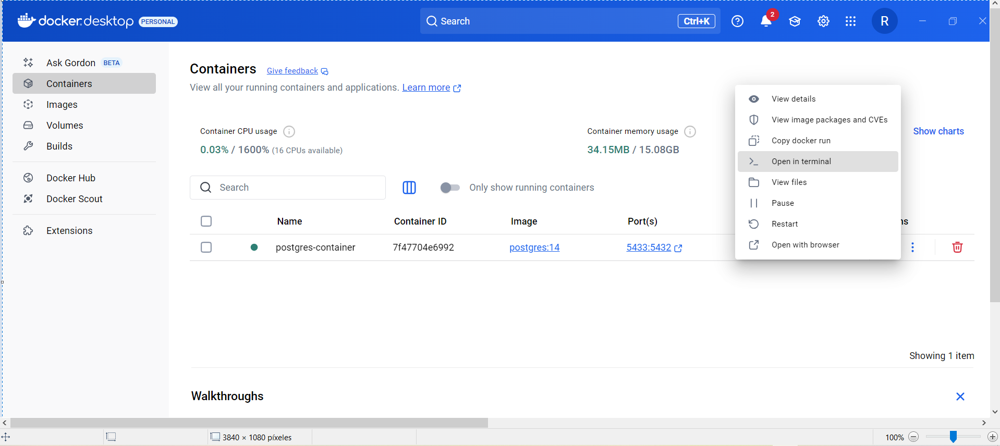 docker.desktop PERSONAL
Search Ctrl+K
2
R
Ask Gordon BETA
Containers
Images
Volumes
Builds
Docker Hub
Docker Scout
Extensions
Containers Give feedback
View all your running containers and applications. Learn more
Container CPU usage
0.03% / 1600% (16 CPUs available)
Container memory usage
34.15MB / 15.08GB
Show charts
Search
Only show running containers
Name Container ID Image Port(s) ns
postgres-container 7f47704e6992 postgres:14 5433:5432
View details
View image packages and CVEs
Copy docker run
Open in terminal
View files
Pause
Restart
Open with browser
Showing 1 item
Walkthroughs
3840 × 1080 píxeles
100%